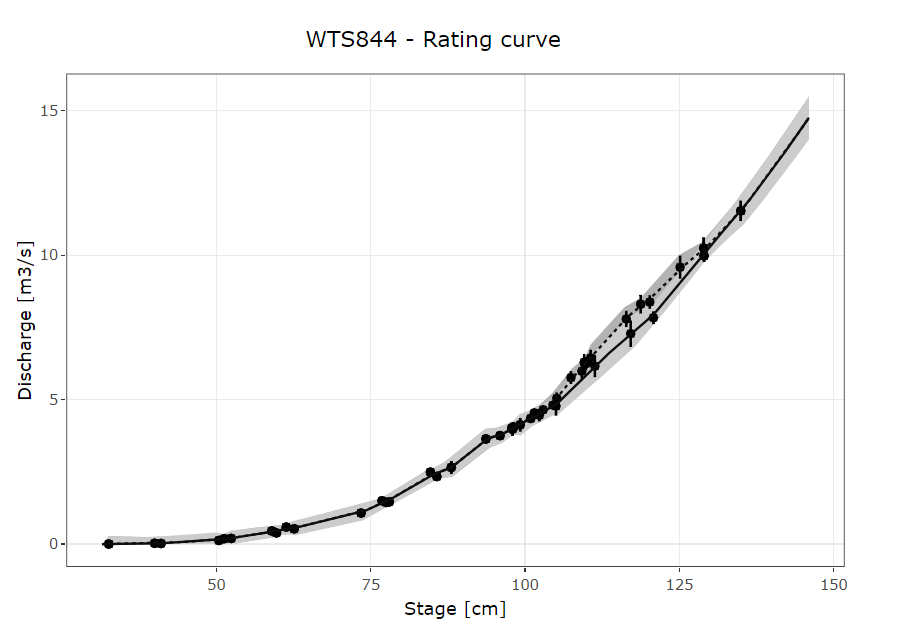 WTS844 - Rating curve
Discharge [m3/s]
15
10
5
0
50 75 100 125 150
Stage [cm]